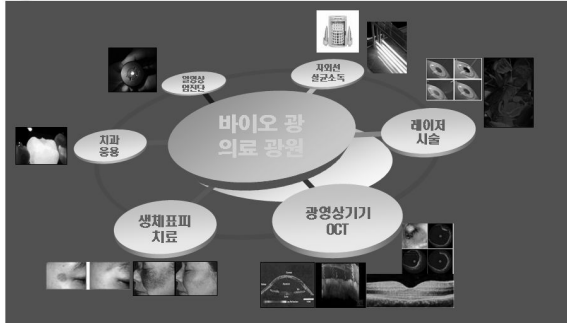 자외선
살균소독
열영상
암진단
바이오 광
의료 광원
레이저
시술
치과
응용
생체표피
치료
광영상기기
OCT